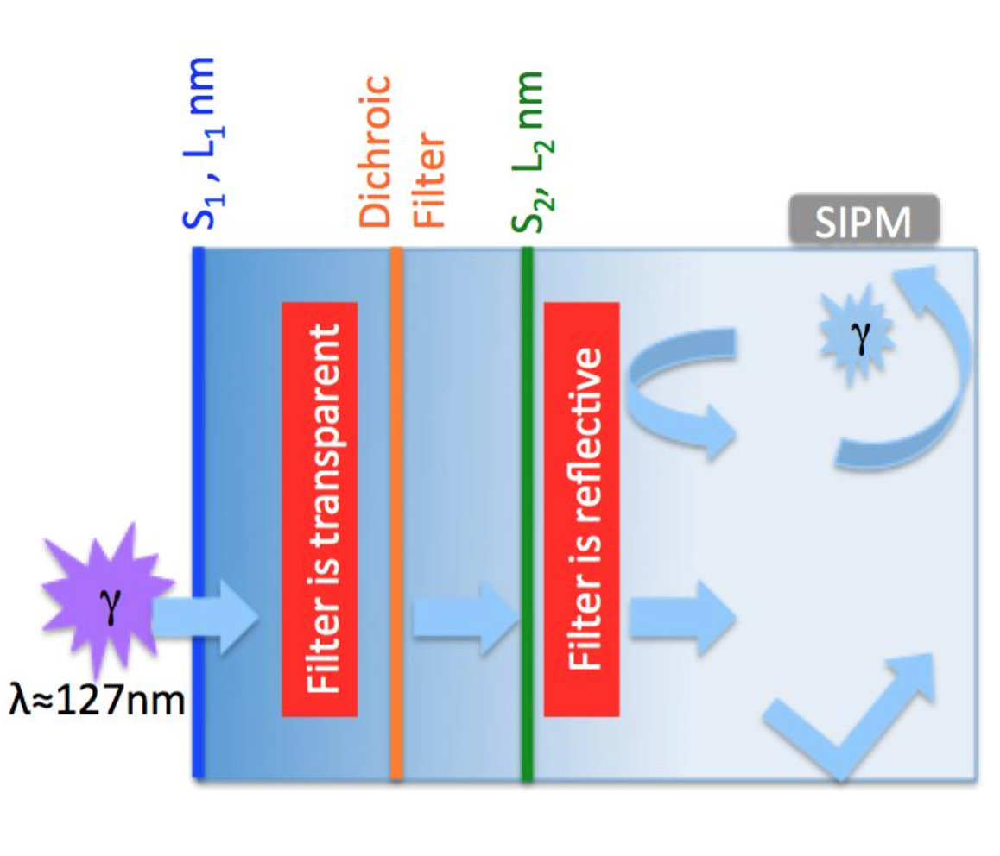 S₁ , L₁ nm
Dichroic
Filter
S₂, L₂ nm
SIPM
Filter is transparent
Filter is reflective
γ
γ
λ≈127nm